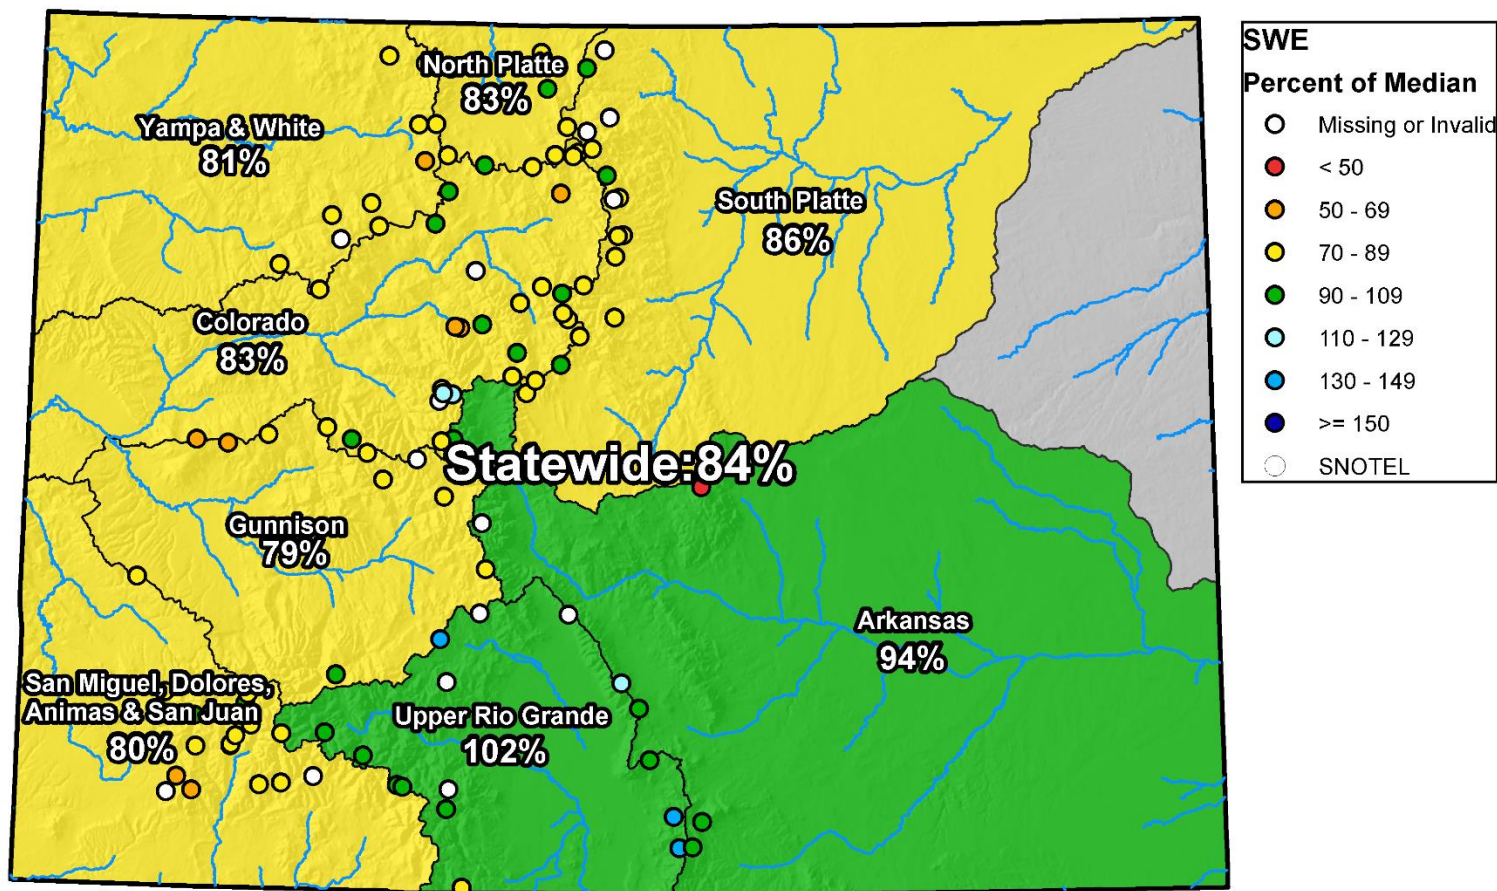 North Platte
83%
Yampa & White
81%
South Platte
86%
Colorado
83%
Statewide:84%
Gunnison
79%
Arkansas
94%
San Miguel, Dolores,
Animas & San Juan
80%
Upper Rio Grande
102%
SWE
Percent of Median
Missing or Invalid
< 50
50 - 69
70 - 89
90 - 109
110 - 129
130 - 149
>= 150
SNOTEL